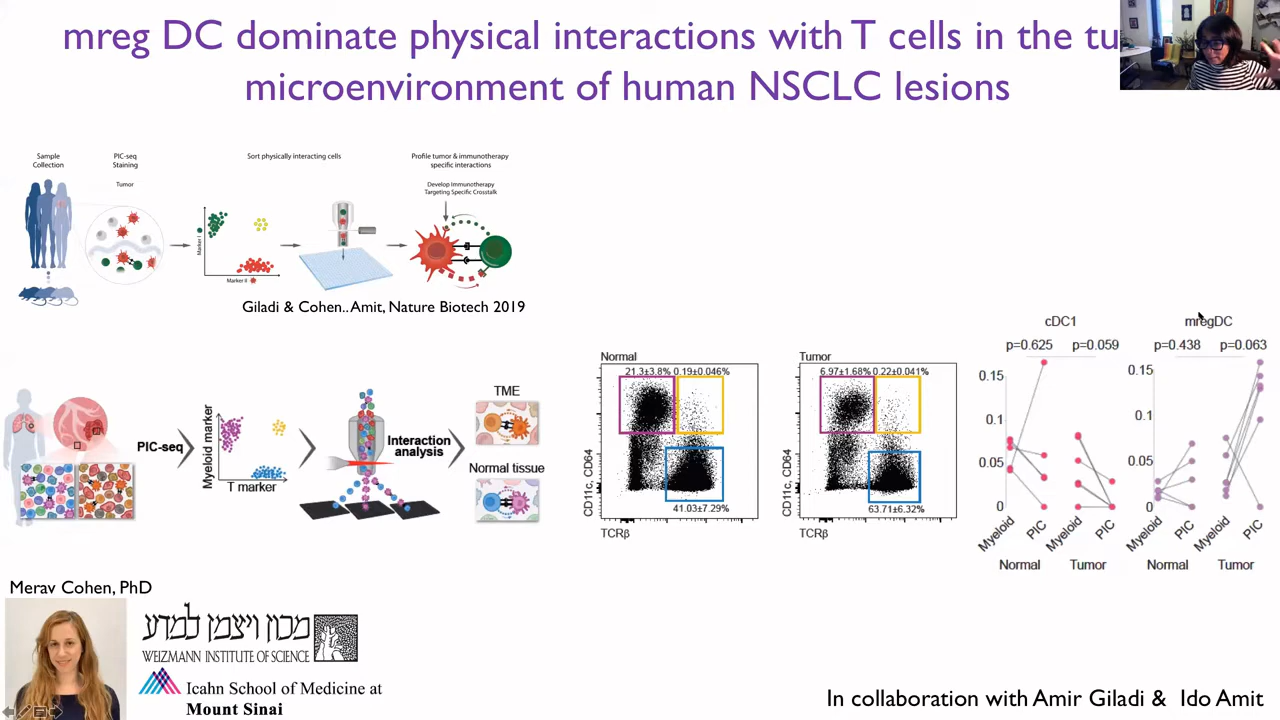 mreg DC dominate physical interactions with T cells in the tu
microenvironment of human NSCLC lesions
Sample
Collection
PIC-seq
Staining
Tumor
Sort physically interacting cells
Profile tumor & immunotherapy
specific interactions
Develop Immunotherapy
Targeting Specific Crosstalk
Marker I
Marker II
Giladi & Cohen.. Amit, Nature Biotech 2019
PIC-seq
Myeloid marker
T marker
Interaction
analysis
TME
Normal tissue
Normal
21.3±3.8% 0.19±0.046%
CD11c, CD64
41.03±7.29%
TCRβ
Tumor
6.97±1.68% 0.22±0.041%
CD11c, CD64
63.71±6.32%
TCRβ
cDC1
p=0.625 p=0.059
0.15
0.1
0.05
0
Myeloid PIC Myeloid PIC
Normal Tumor
mregDC
p=0.438 p=0.063
0.15
0.1
0.05
0
Myeloid PIC Myeloid PIC
Normal Tumor
Merav Cohen, PhD
מכון ויצמן למדע
WEIZMANN INSTITUTE OF SCIENCE
Icahn School of Medicine at
Mount Sinai
In collaboration with Amir Giladi & Ido Amit